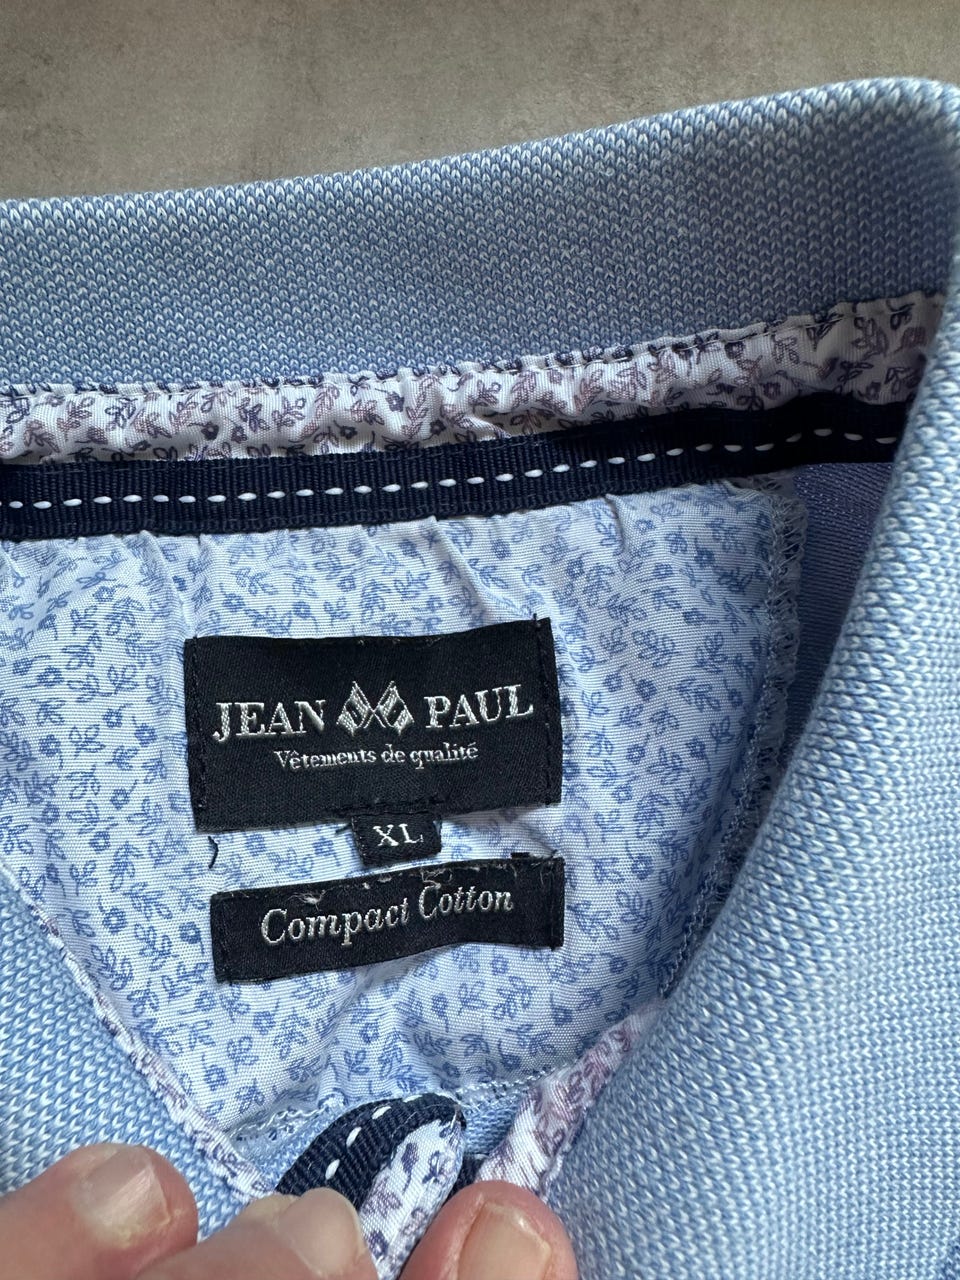 JEAN PAUL
Vêtements de qualité
XL
Compact Cotton